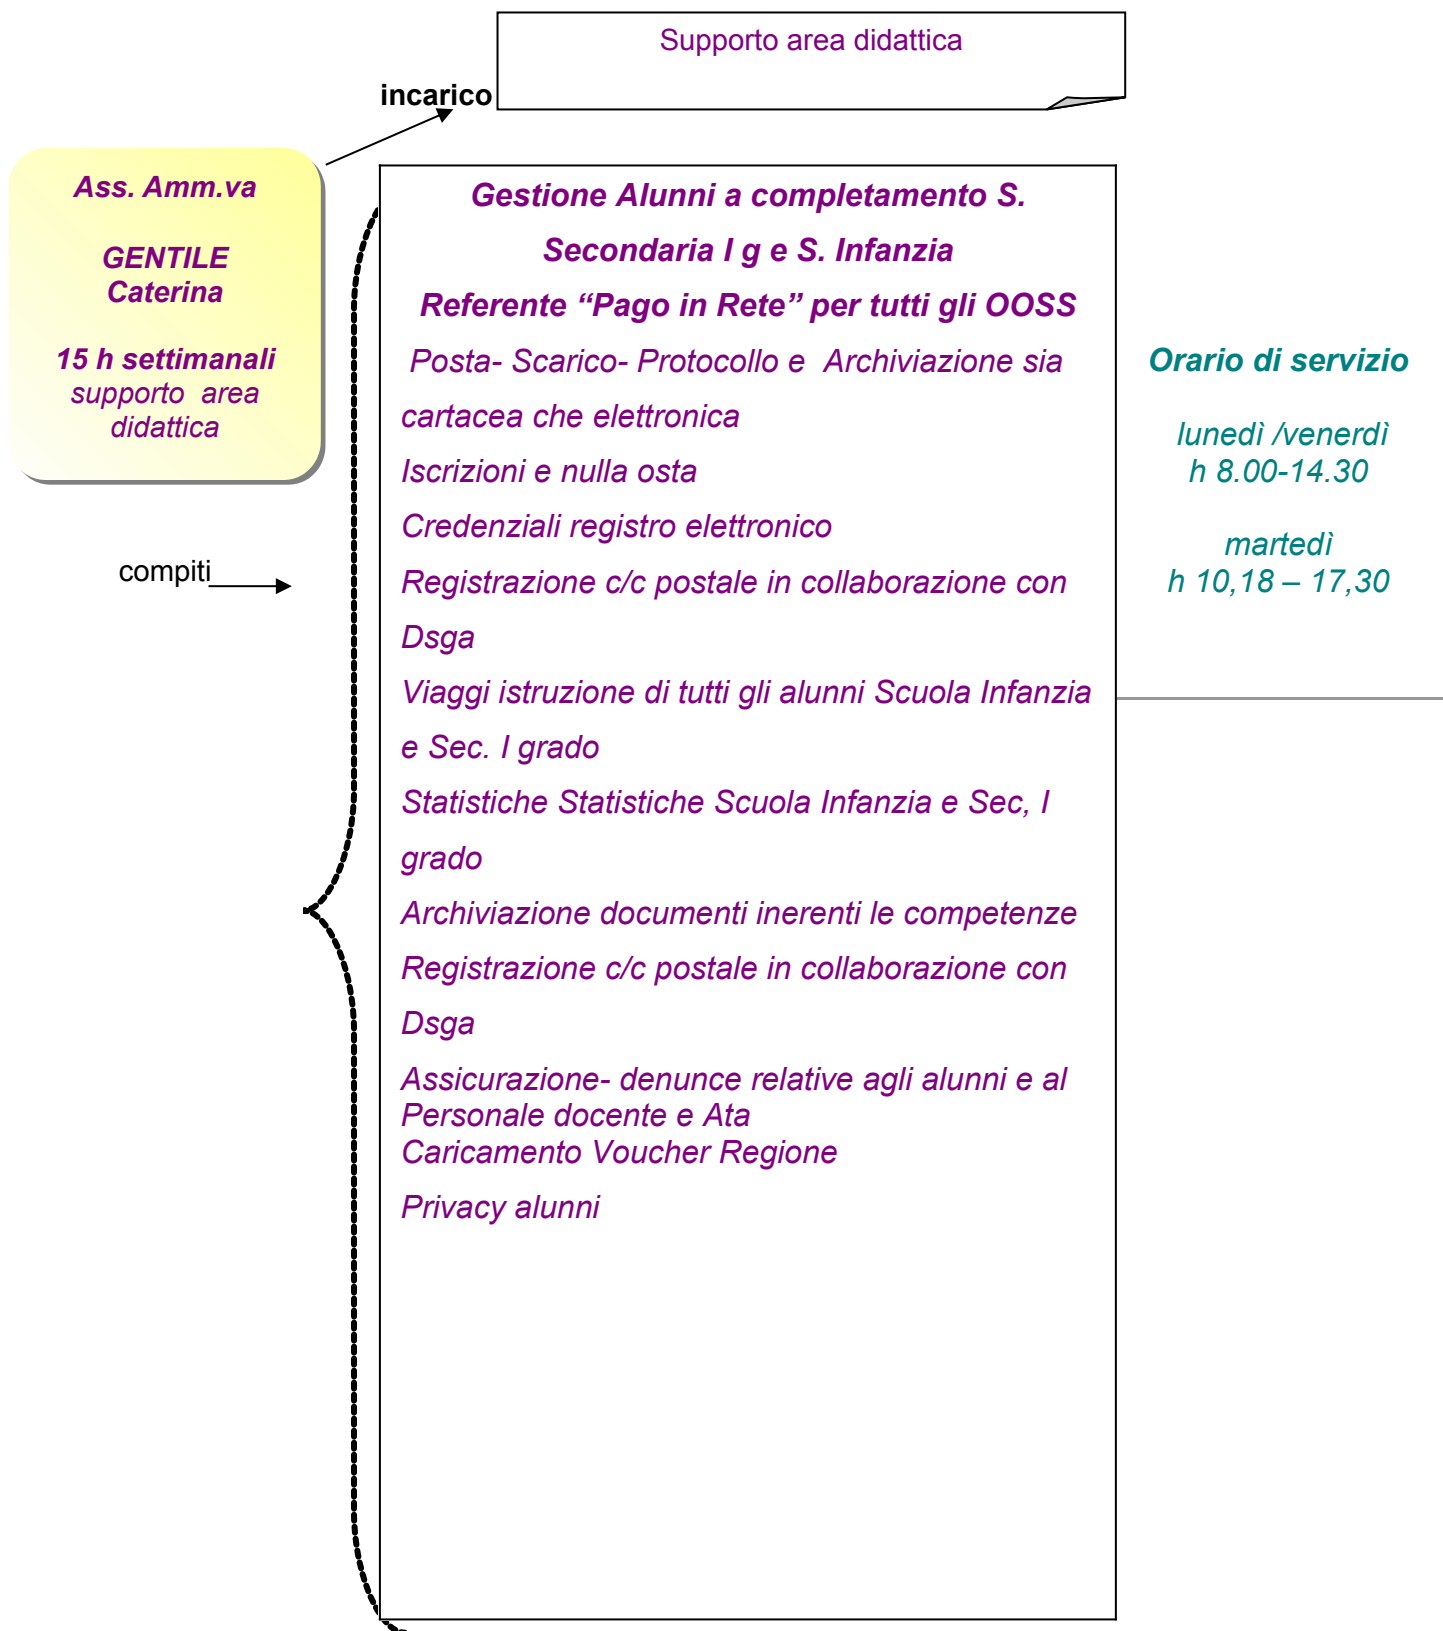 Supporto area didattica
incarico
Ass. Amm.va
GENTILE
Caterina
15 h settimanali
supporto area
didattica
compiti
Gestione Alunni a completamento S.
Secondaria I g e S. Infanzia
Referente “Pago in Rete” per tutti gli OOSS
Posta- Scarico- Protocollo e Archiviazione sia
cartacea che elettronica
Iscrizioni e nulla osta
Credenziali registro elettronico
Registrazione c/c postale in collaborazione con
Dsga
Viaggi istruzione di tutti gli alunni Scuola Infanzia
e Sec. I grado
Statistiche Statistiche Scuola Infanzia e Sec, I
grado
Archiviazione documenti inerenti le competenze
Registrazione c/c postale in collaborazione con
Dsga
Assicurazione- denunce relative agli alunni e al
Personale docente e Ata
Caricamento Voucher Regione
Privacy alunni
Orario di servizio
lunedì /venerdì
h 8.00-14.30
martedì
h 10,18 – 17,30